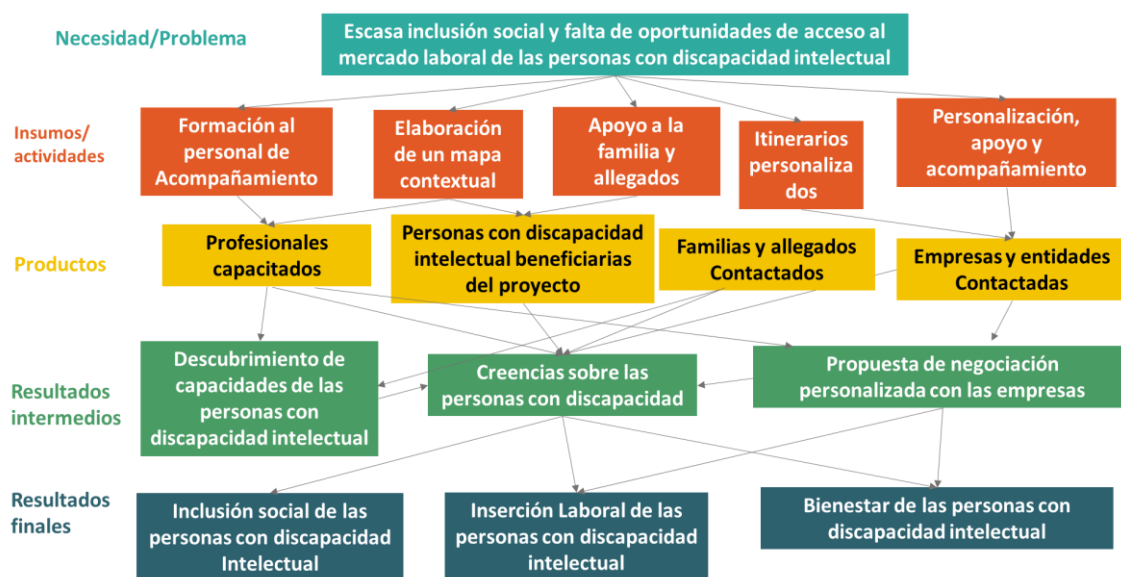 Necesidad/Problema
Escasa inclusión social y falta de oportunidades de acceso al
mercado laboral de las personas con discapacidad intelectual
Insumos/
actividades
Formación al
personal de
Acompañamiento
Elaboración
de un mapa
contextual
Apoyo a la
familia y
allegados
Itinerarios
personaliza
dos
Personalización,
apoyo y
acompañamiento
Productos
Profesionales
capacitados
Personas con discapacidad
intelectual beneficiarias
del proyecto
Familias y allegados
Contactados
Empresas y entidades
Contactadas
Resultados
intermedios
Descubrimiento de
capacidades de las
personas con
discapacidad intelectual
Creencias sobre las
personas con discapacidad
Propuesta de negociación
personalizada con las empresas
Resultados
finales
Inclusión social de las
personas con discapacidad
Intelectual
Inserción Laboral de las
personas con discapacidad
intelectual
Bienestar de las personas con
discapacidad intelectual